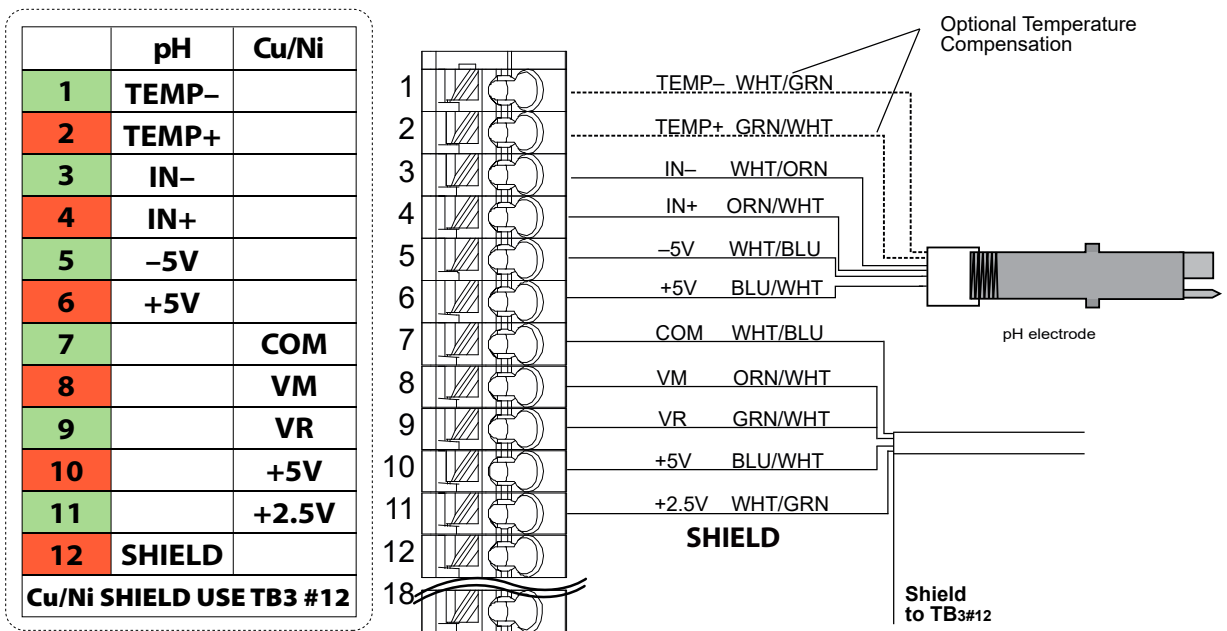 pH Cu/Ni
1 TEMP–
2 TEMP+
3 IN–
4 IN+
5 –5V
6 +5V
7 COM
8 VM
9 VR
10 +5V
11 +2.5V
12 SHIELD
Cu/Ni SHIELD USE TB3 #12
Optional Temperature
Compensation
1 TEMP– WHT/GRN
2 TEMP+ GRN/WHT
3 IN– WHT/ORN
4 IN+ ORN/WHT
5 –5V WHT/BLU
6 +5V BLU/WHT
7 COM WHT/BLU
8 VM ORN/WHT
9 VR GRN/WHT
10 +5V BLU/WHT
11 +2.5V WHT/GRN
SHIELD
12
18
pH electrode
Shield
to TB3#12